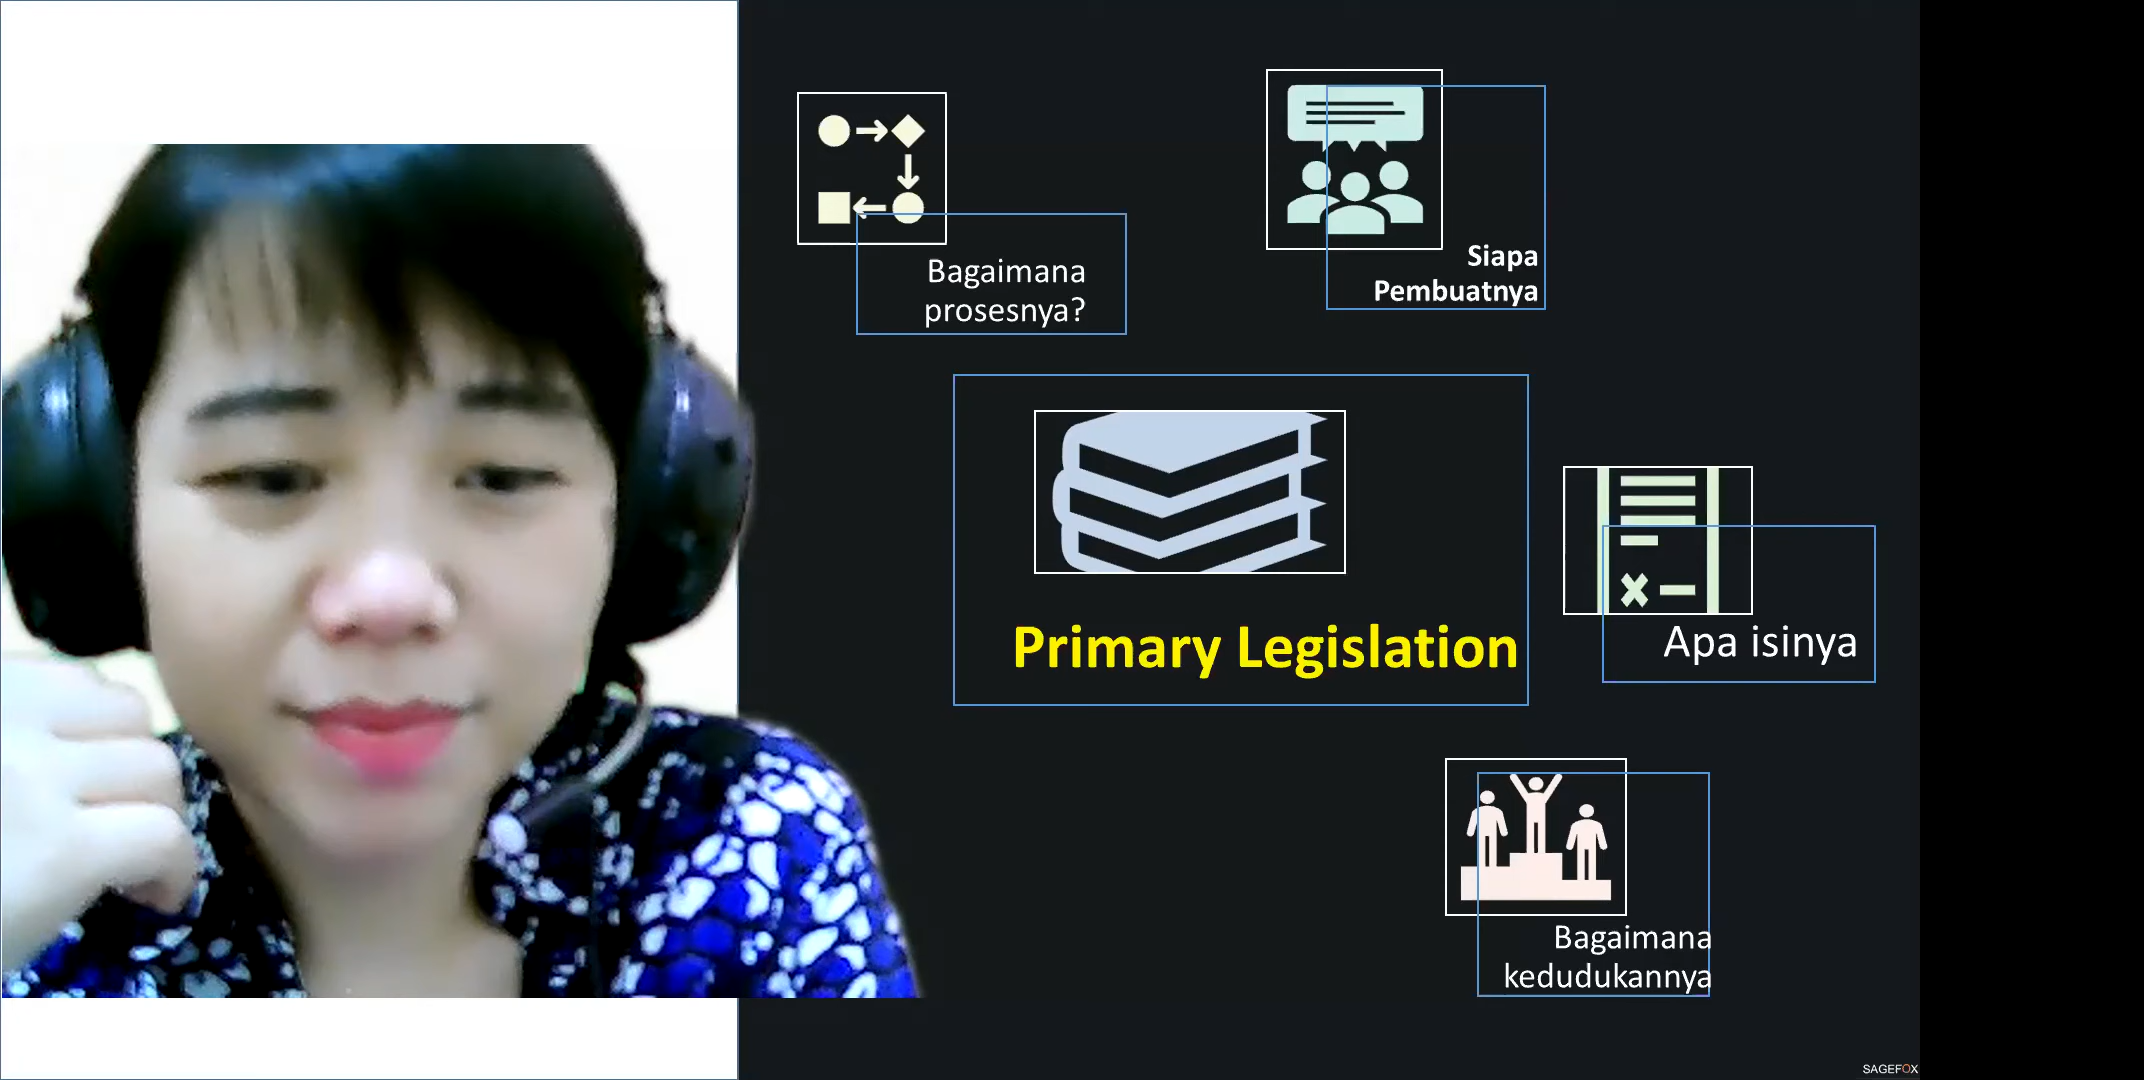 Bagaimana
prosesnya?
Siapa
Pembuatnya
Primary Legislation
Apa isinya
Bagaimana
kedudukannya
SAGEFOX